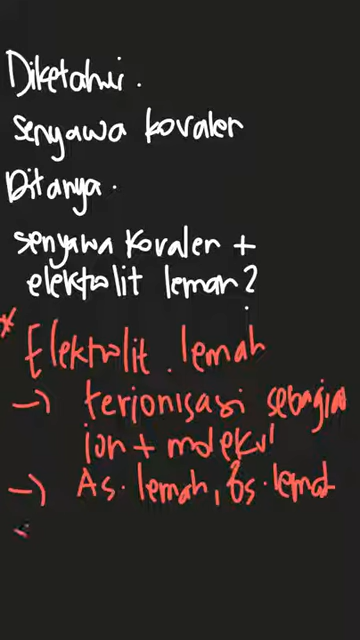 Diketahui.
senyawa kovalen
Ditanya.
senyawa kovalen +
elektrolit lemah?
* Elektrolit lemah
→ terionisasi sebagian
ion + molekul
→ As. lemah, bs. lemah